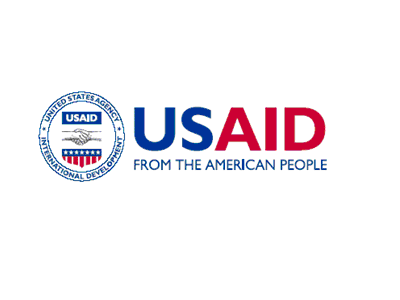 UNITED STATES AGENCY
USAID
INTERNATIONAL DEVELOPMENT
USAID
FROM THE AMERICAN PEOPLE